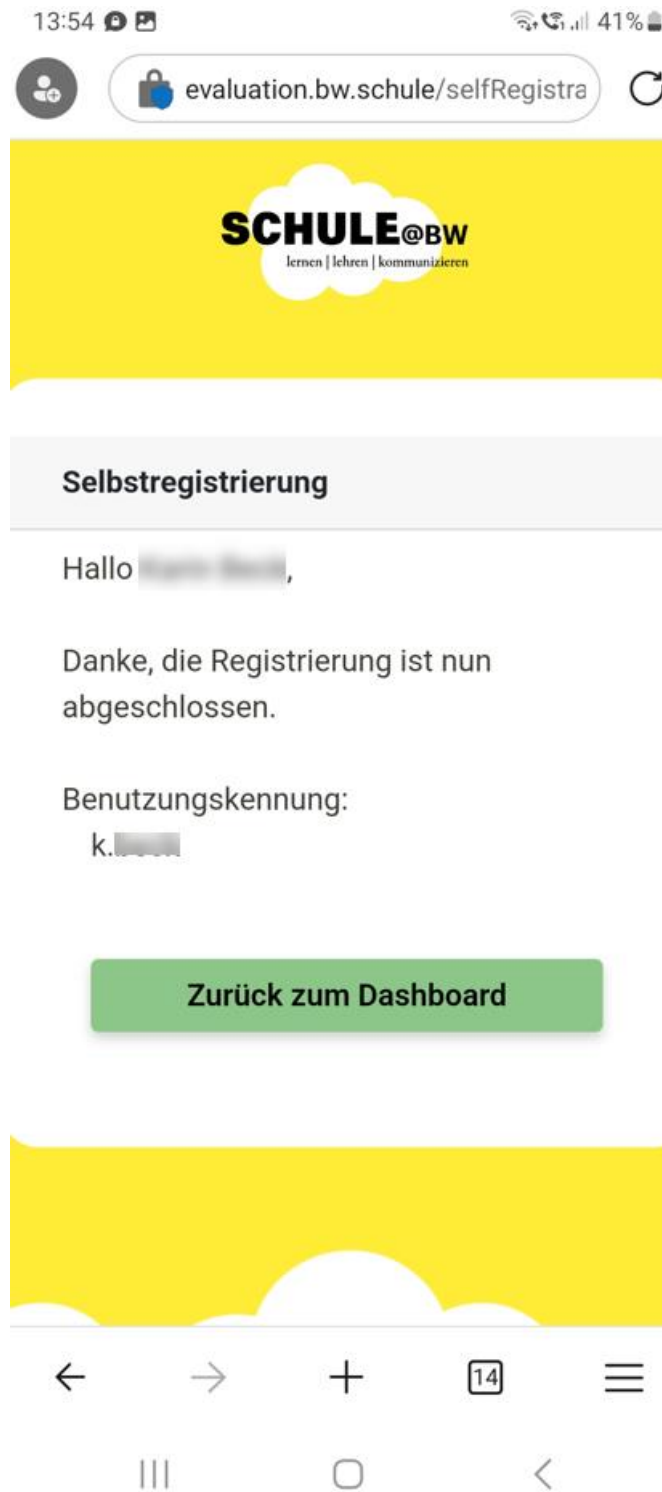 13:54 41%
evaluation.bw.schule/selfRegistra
SCHULE@BW
lernen | lehren | kommunizieren
Selbstregistrierung
Hallo ,
Danke, die Registrierung ist nun
abgeschlossen.
Benutzungskennung:
k.
Zurück zum Dashboard
14